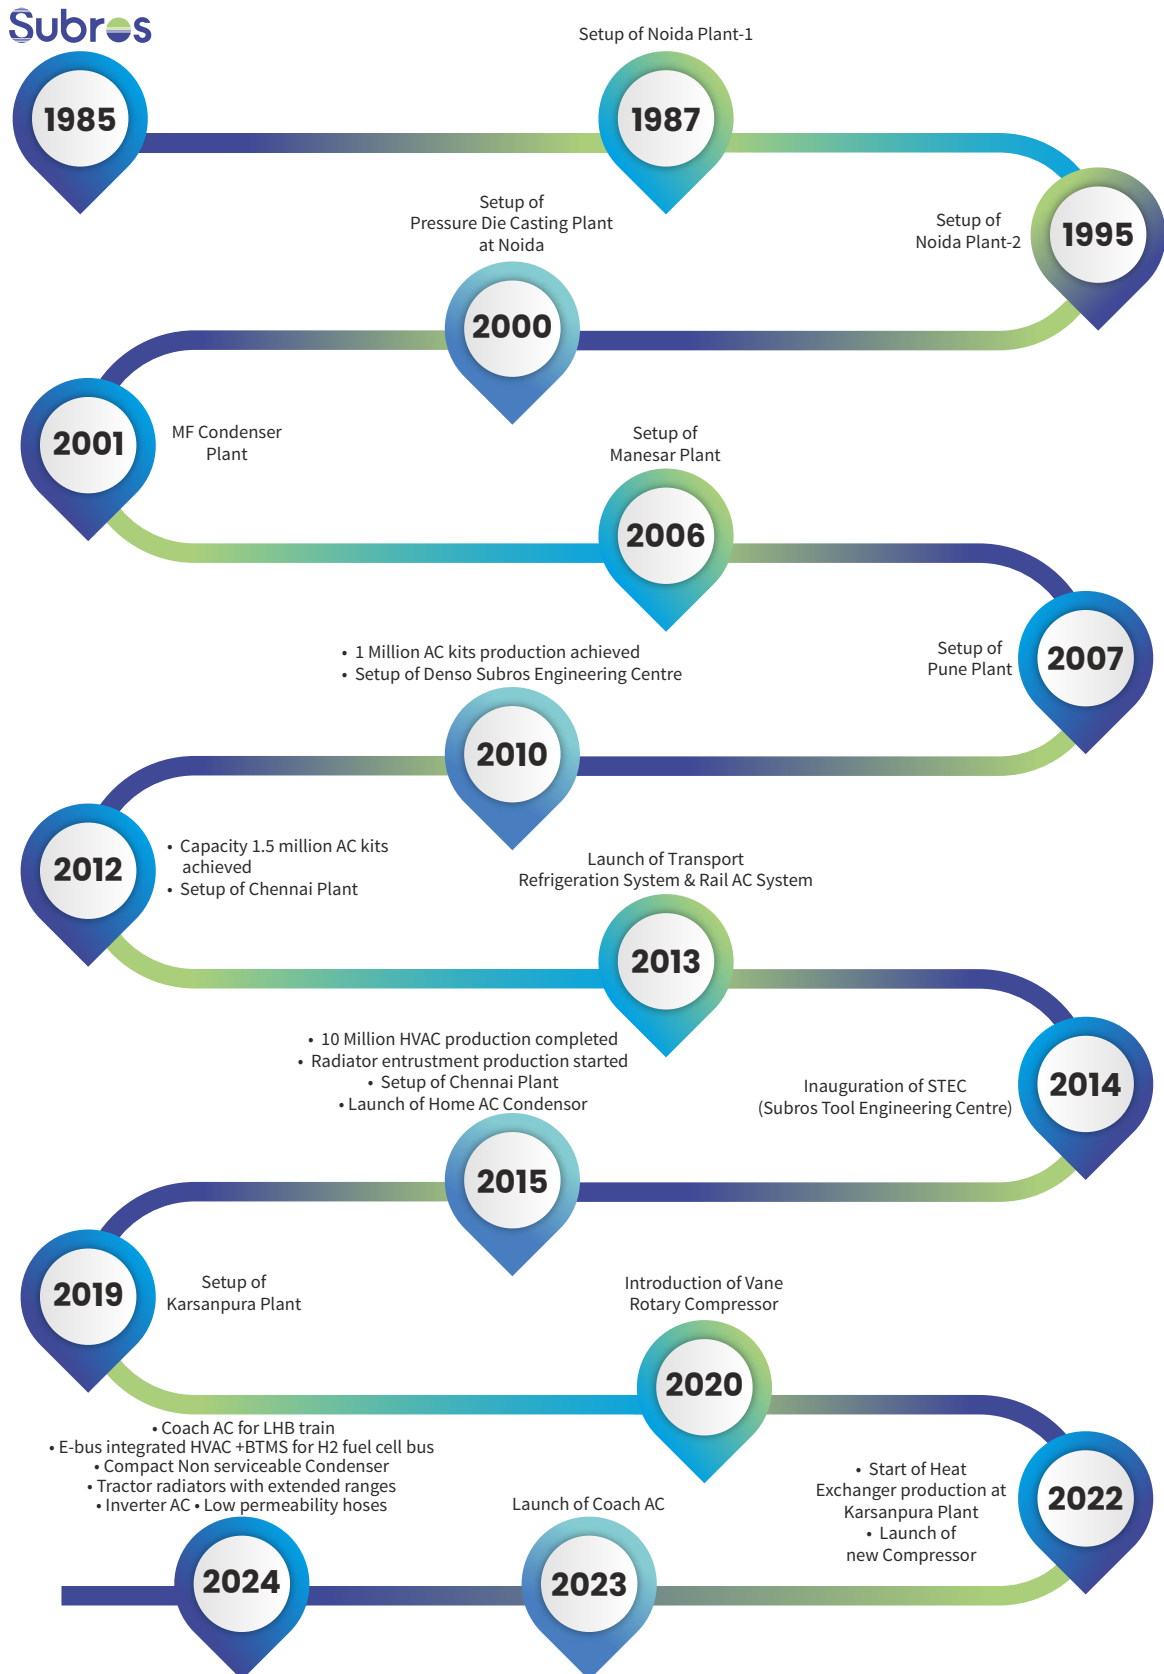 Subros
1985
Setup of Noida Plant-1
1987
Setup of
Noida Plant-2
1995
Setup of
Pressure Die Casting Plant
at Noida
2000
2001
MF Condenser
Plant
Setup of
Manesar Plant
2006
Setup of
Pune Plant
2007
• 1 Million AC kits production achieved
• Setup of Denso Subros Engineering Centre
2010
2012
• Capacity 1.5 million AC kits
achieved
• Setup of Chennai Plant
Launch of Transport
Refrigeration System & Rail AC System
2013
Inauguration of STEC
(Subros Tool Engineering Centre)
2014
• 10 Million HVAC production completed
• Radiator entrustment production started
• Setup of Chennai Plant
• Launch of Home AC Condensor
2015
2019
Setup of
Karsanpura Plant
Introduction of Vane
Rotary Compressor
2020
• Start of Heat
Exchanger production at
Karsanpura Plant
• Launch of
new Compressor
2022
Launch of Coach AC
2023
• Coach AC for LHB train
• E-bus integrated HVAC +BTMS for H2 fuel cell bus
• Compact Non serviceable Condenser
• Tractor radiators with extended ranges
• Inverter AC • Low permeability hoses
2024